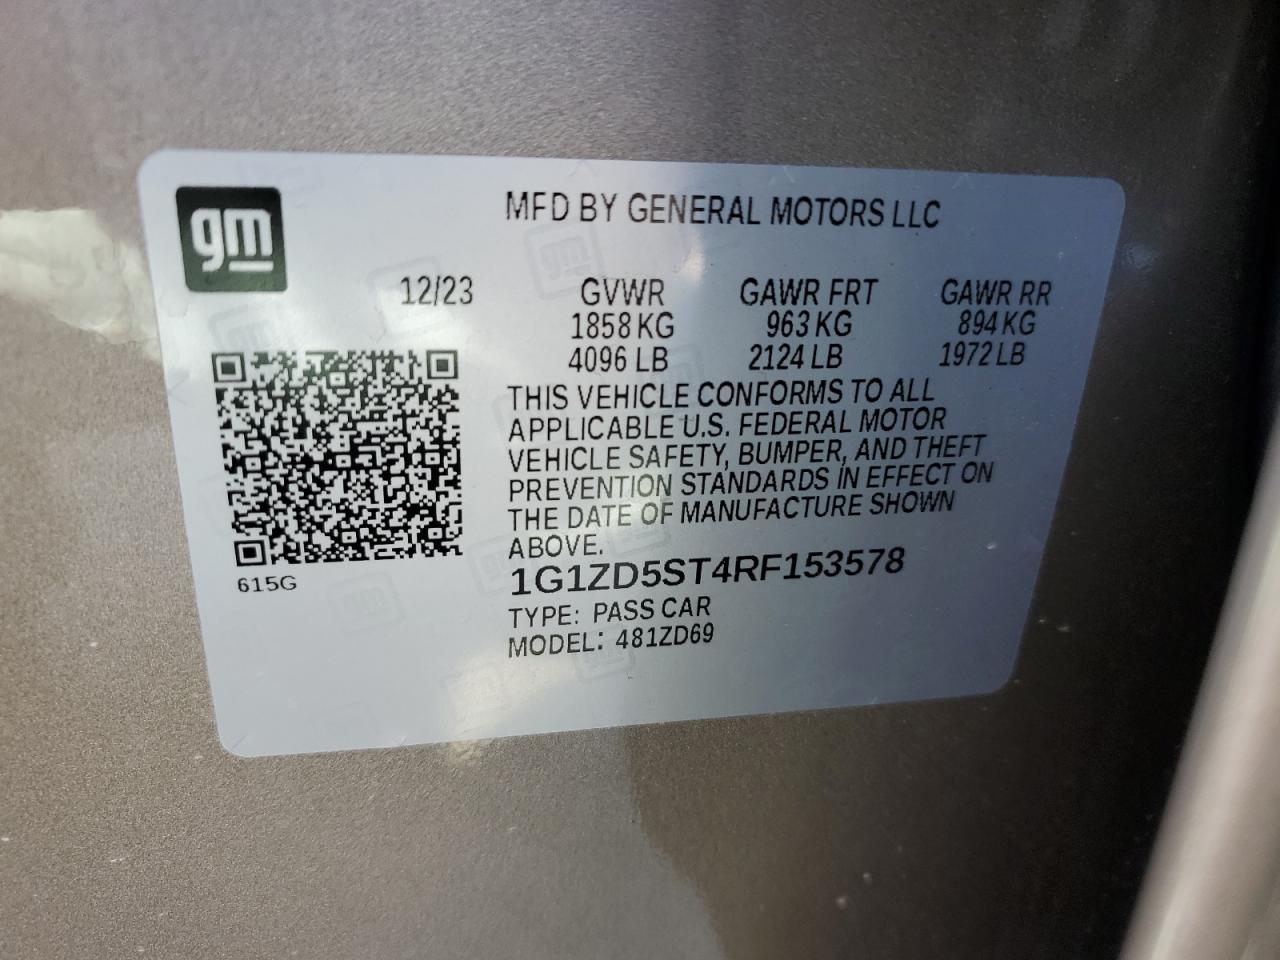 gm
MFD BY GENERAL MOTORS LLC
12/23 GVWR GAWR FRT GAWR RR
1858 KG 963 KG 894 KG
4096 LB 2124 LB 1972 LB
THIS VEHICLE CONFORMS TO ALL
APPLICABLE U.S. FEDERAL MOTOR
VEHICLE SAFETY, BUMPER, AND THEFT
PREVENTION STANDARDS IN EFFECT ON
THE DATE OF MANUFACTURE SHOWN
ABOVE.
615G
1G1ZD5ST4RF153578
TYPE: PASS CAR
MODEL: 481ZD69